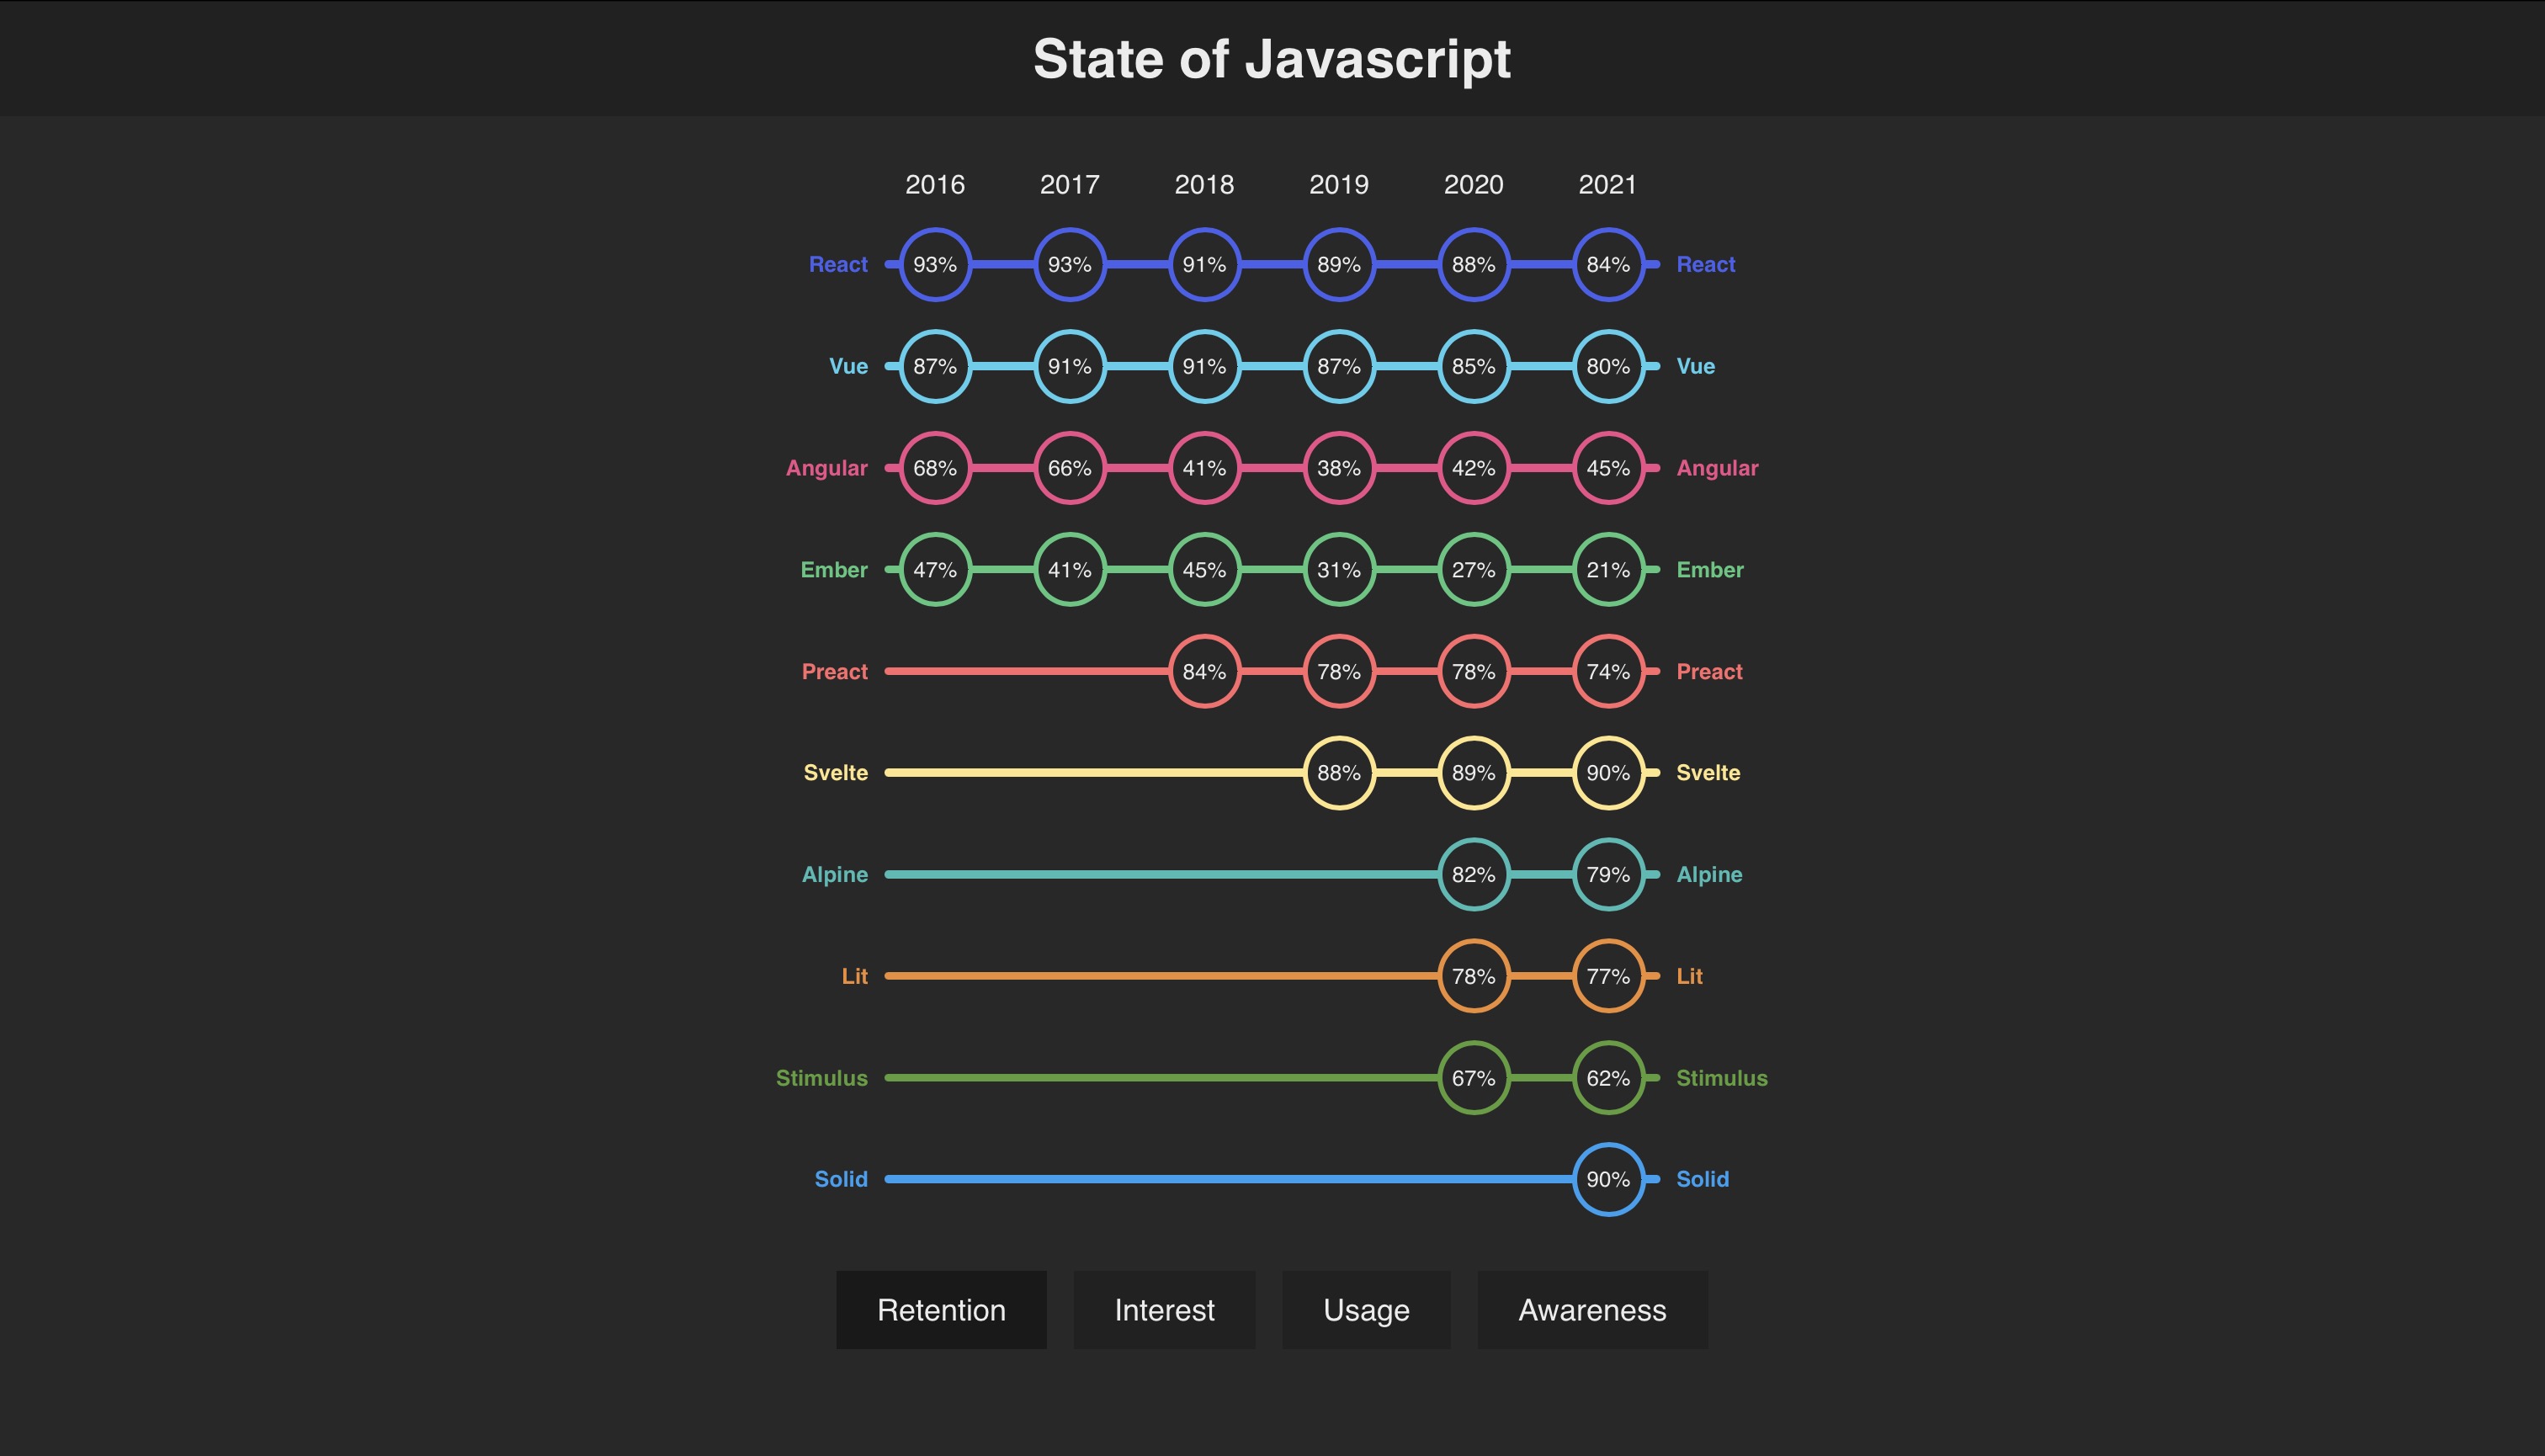 State of Javascript
2016 2017 2018 2019 2020 2021
React 93% 93% 91% 89% 88% 84% React
Vue 87% 91% 91% 87% 85% 80% Vue
Angular 68% 66% 41% 38% 42% 45% Angular
Ember 47% 41% 45% 31% 27% 21% Ember
Preact 84% 78% 78% 74% Preact
Svelte 88% 89% 90% Svelte
Alpine 82% 79% Alpine
Lit 78% 77% Lit
Stimulus 67% 62% Stimulus
Solid 90% Solid
Retention Interest Usage Awareness